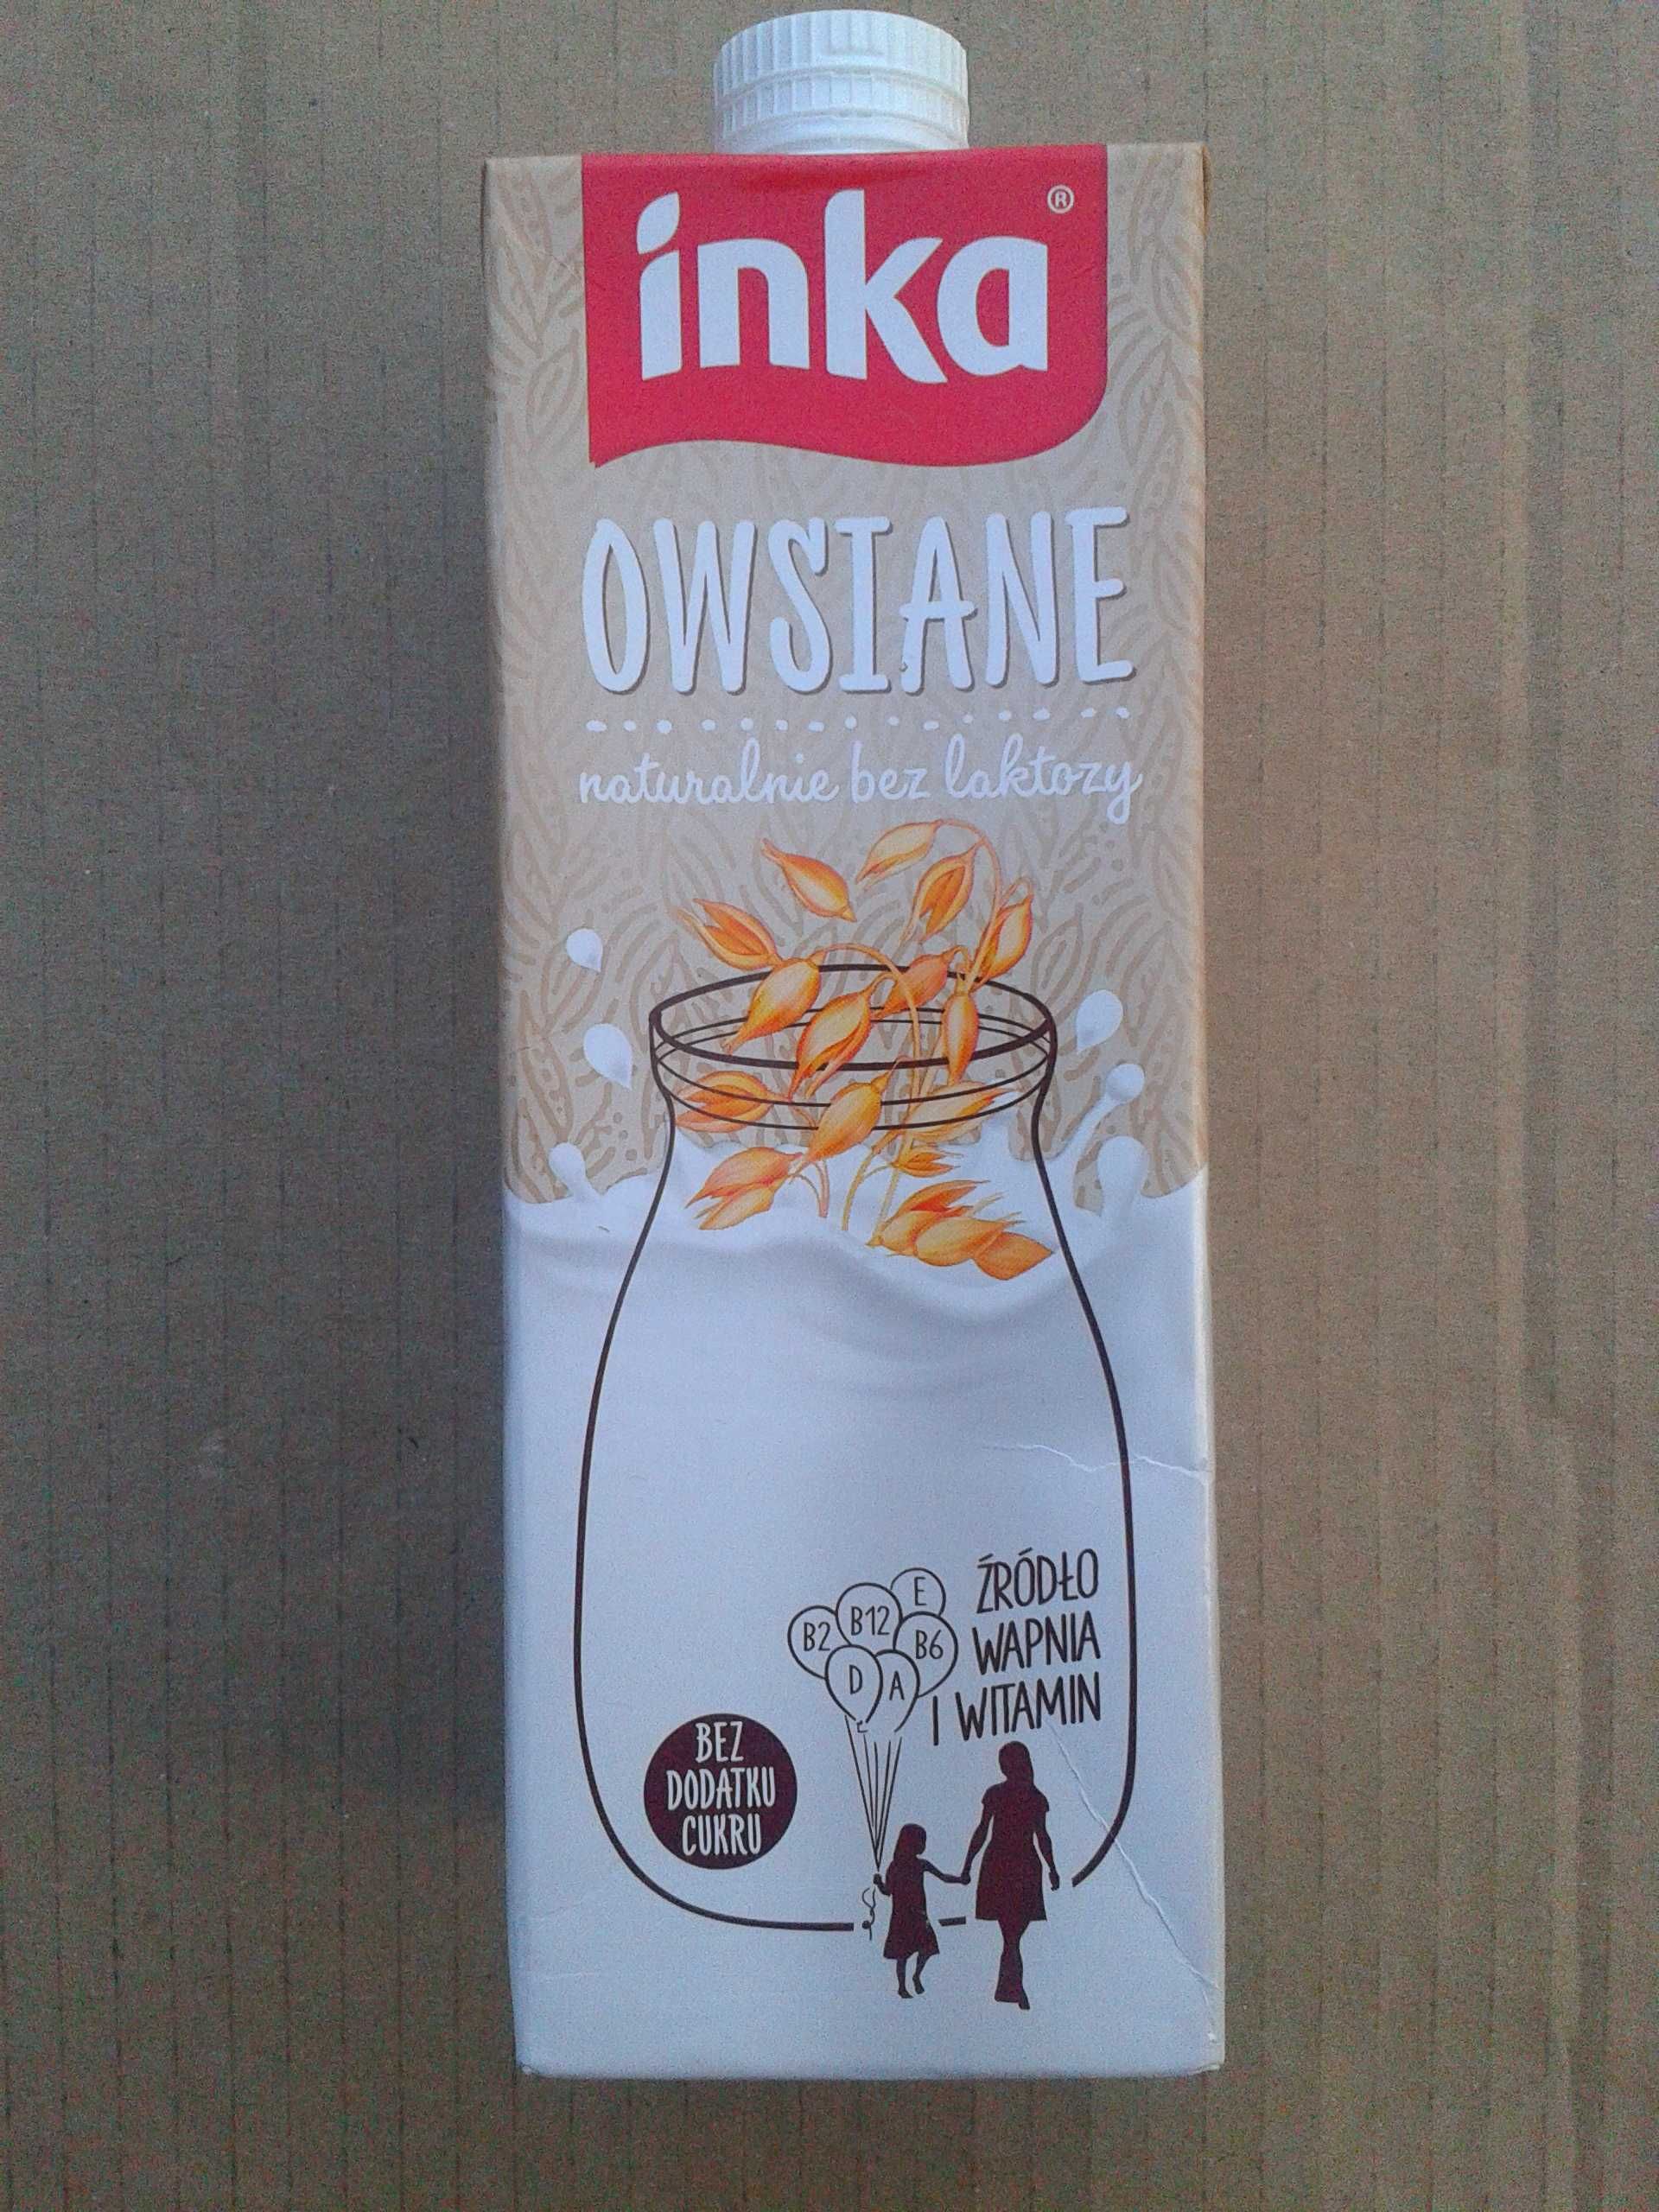 inka ®
OWSIANE
naturalnie bez laktozy
E
B12
B2
B6
D
A
ŹRÓDŁO
WAPNIA
I WITAMIN
BEZ
DODATKU
CUKRU